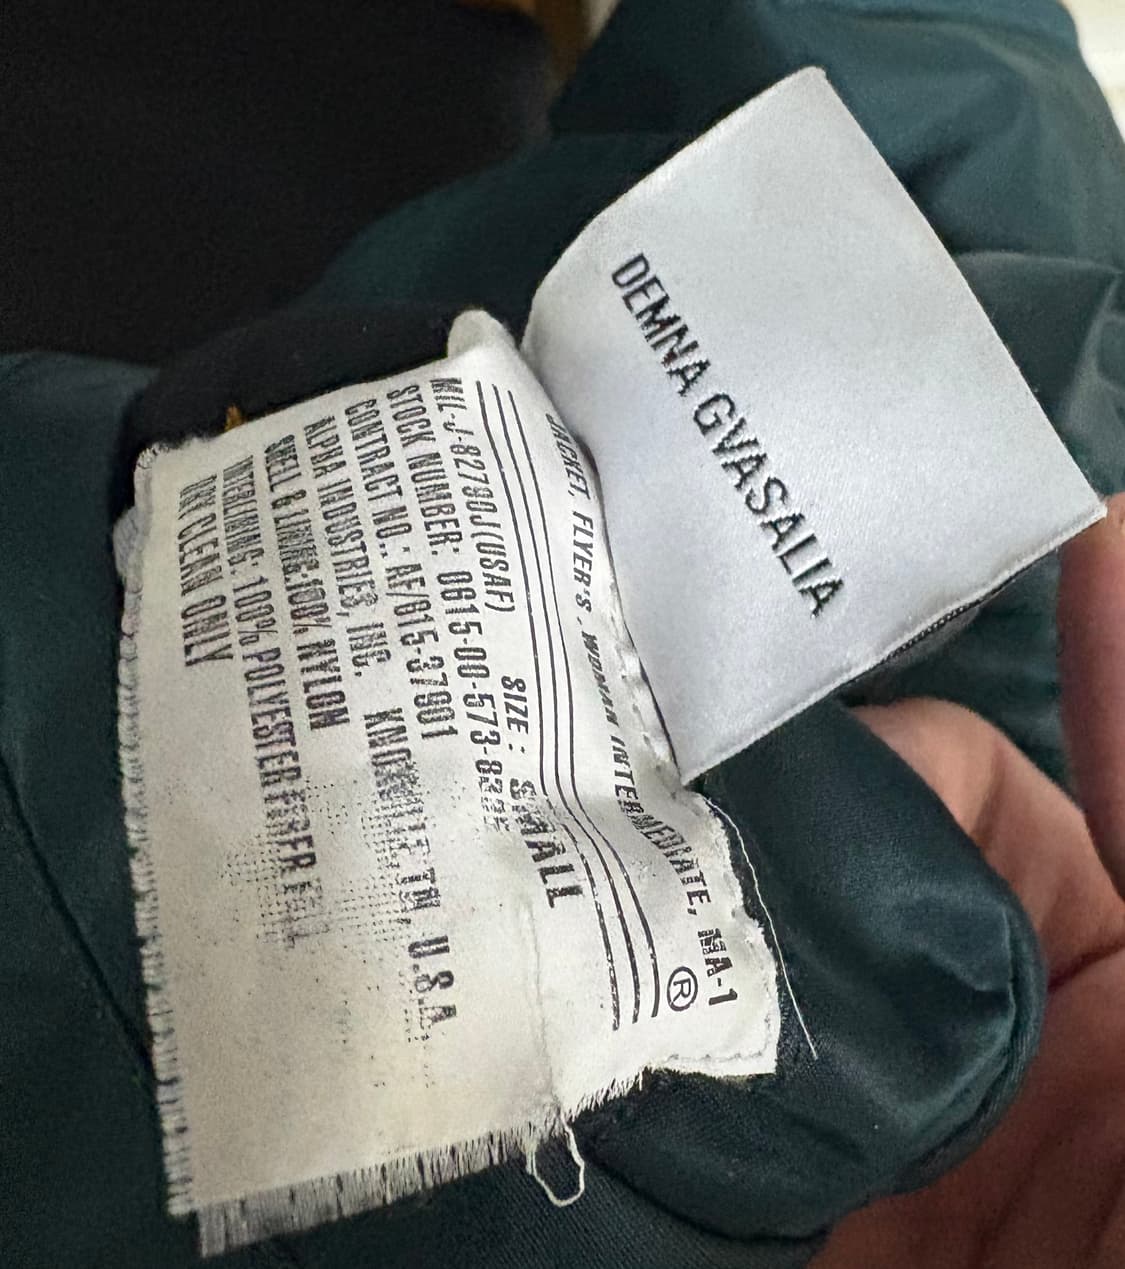 DEMNA GVASALIA
JACKET, FLYER'S - WOMAN INTERMEDIATE, MA-1
®
SIZE: SMALL
MIL-J-82790J(USAF)
STOCK NUMBER: 0615-00-573-
CONTRACT NO.: AF/615-37901
ALPHA INDUSTRIES, INC. KNOXVILLE, TN, U.S.A.
SHELL & LINING:100% NYLON
INTERLINING: 100% POLYESTER
DRY CLEAN ONLY